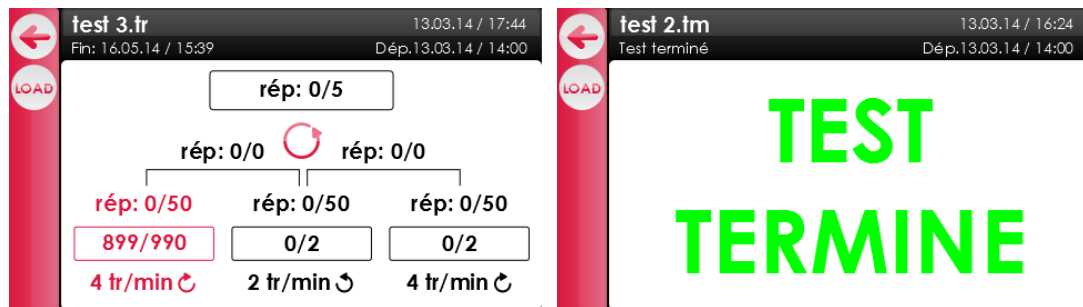 test 3.tr
13.03.14 / 17:44
Fin: 16.05.14 / 15:39
Dép.13.03.14 / 14:00
LOAD
rép: 0/5
rép: 0/0
rép: 0/0
rép: 0/50
rép: 0/50
rép: 0/50
899/990
0/2
0/2
4 tr/min
2 tr/min
4 tr/min
test 2.tm
13.03.14 / 16:24
Test terminé
Dép.13.03.14 / 14:00
LOAD
TEST
TERMINE